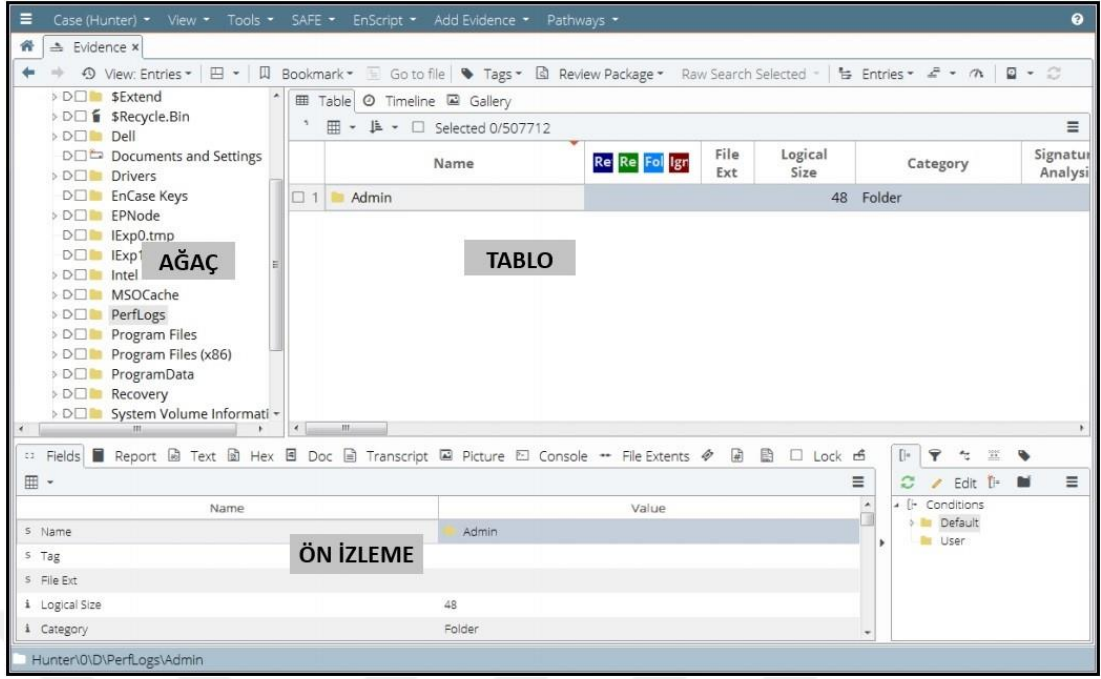 Case (Hunter) View Tools SAFE EnScript Add Evidence Pathways ?
Evidence x
View: Entries Bookmark Go to file Tags Review Package Raw Search Selected Entries
$Extend
$Recycle.Bin
Dell
Documents and Settings
Drivers
EnCase Keys
EPNode
IExp0.tmp
IExp1
Intel
MSOCache
PerfLogs
Program Files
Program Files (x86)
ProgramData
Recovery
System Volume Informati
AĞAÇ
Table Timeline Gallery
Selected 0/507712
Name Re Re Fol Ign File Ext Logical Size Category Signatur Analysi
1 Admin 48 Folder
TABLO
Fields Report Text Hex Doc Transcript Picture Console File Extents Lock
Name Value
S Name Admin
S Tag
S File Ext
i Logical Size 48
i Category Folder
ÖN İZLEME
Edit
Conditions
Default
User
Hunter\0\D\PerfLogs\Admin